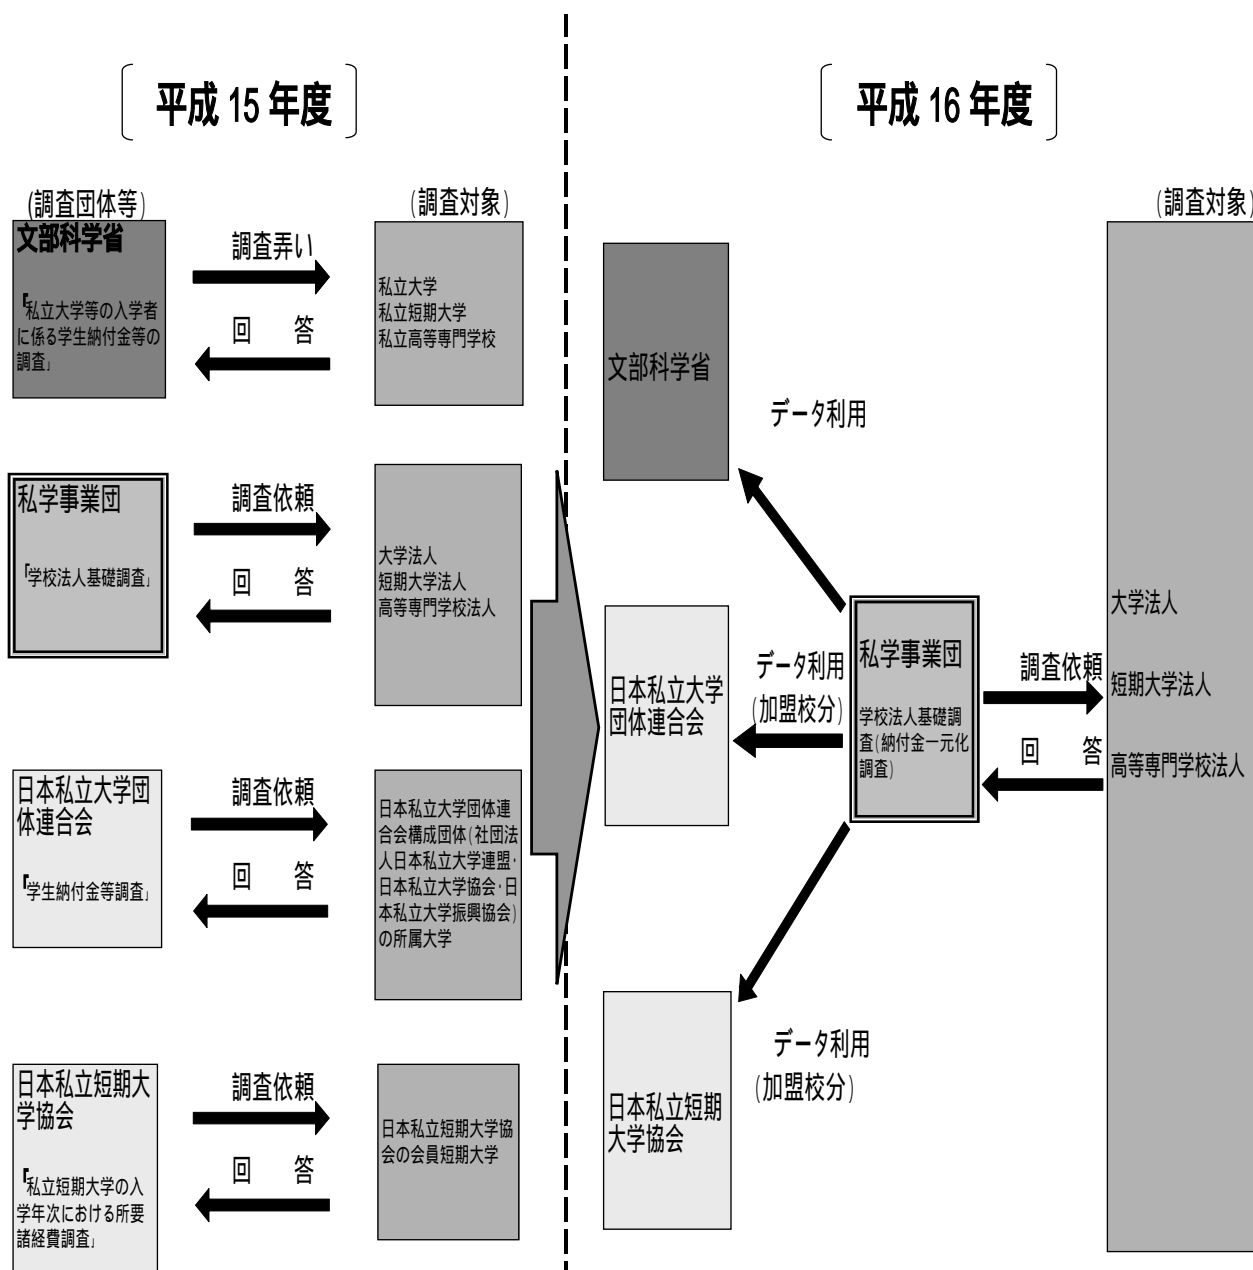 平成 15 年度
(調査団体等)
(調査対象)
文部科学省
『私立大学等の入学者
に係る学生納付金等の
調査」
調査弄い
回 答
私立大学
私立短期大学
私立高等専門学校
私学事業団
「学校法人基礎調査」
調査依頼
回 答
大学法人
短期大学法人
高等専門学校法人
日本私立大学団
体連合会
『学生納付金等調査」
調査依頼
回 答
日本私立大学団体連
合会構成団体(社団法
人日本私立大学連盟・
日本私立大学協会・日
本私立大学振興協会)
の所属大学
日本私立短期大
学協会
『私立短期大学の入
学年次における所要
諸経費調査」
調査依頼
回 答
日本私立短期大学協
会の会員短期大学
平成 16 年度
(調査対象)
文部科学省
データ利用
日本私立大学
団体連合会
データ利用
(加盟校分)
私学事業団
学校法人基礎調
査(納付金一元化
調査)
調査依頼
回 答
大学法人
短期大学法人
高等専門学校法人
データ利用
(加盟校分)
日本私立短期
大学協会